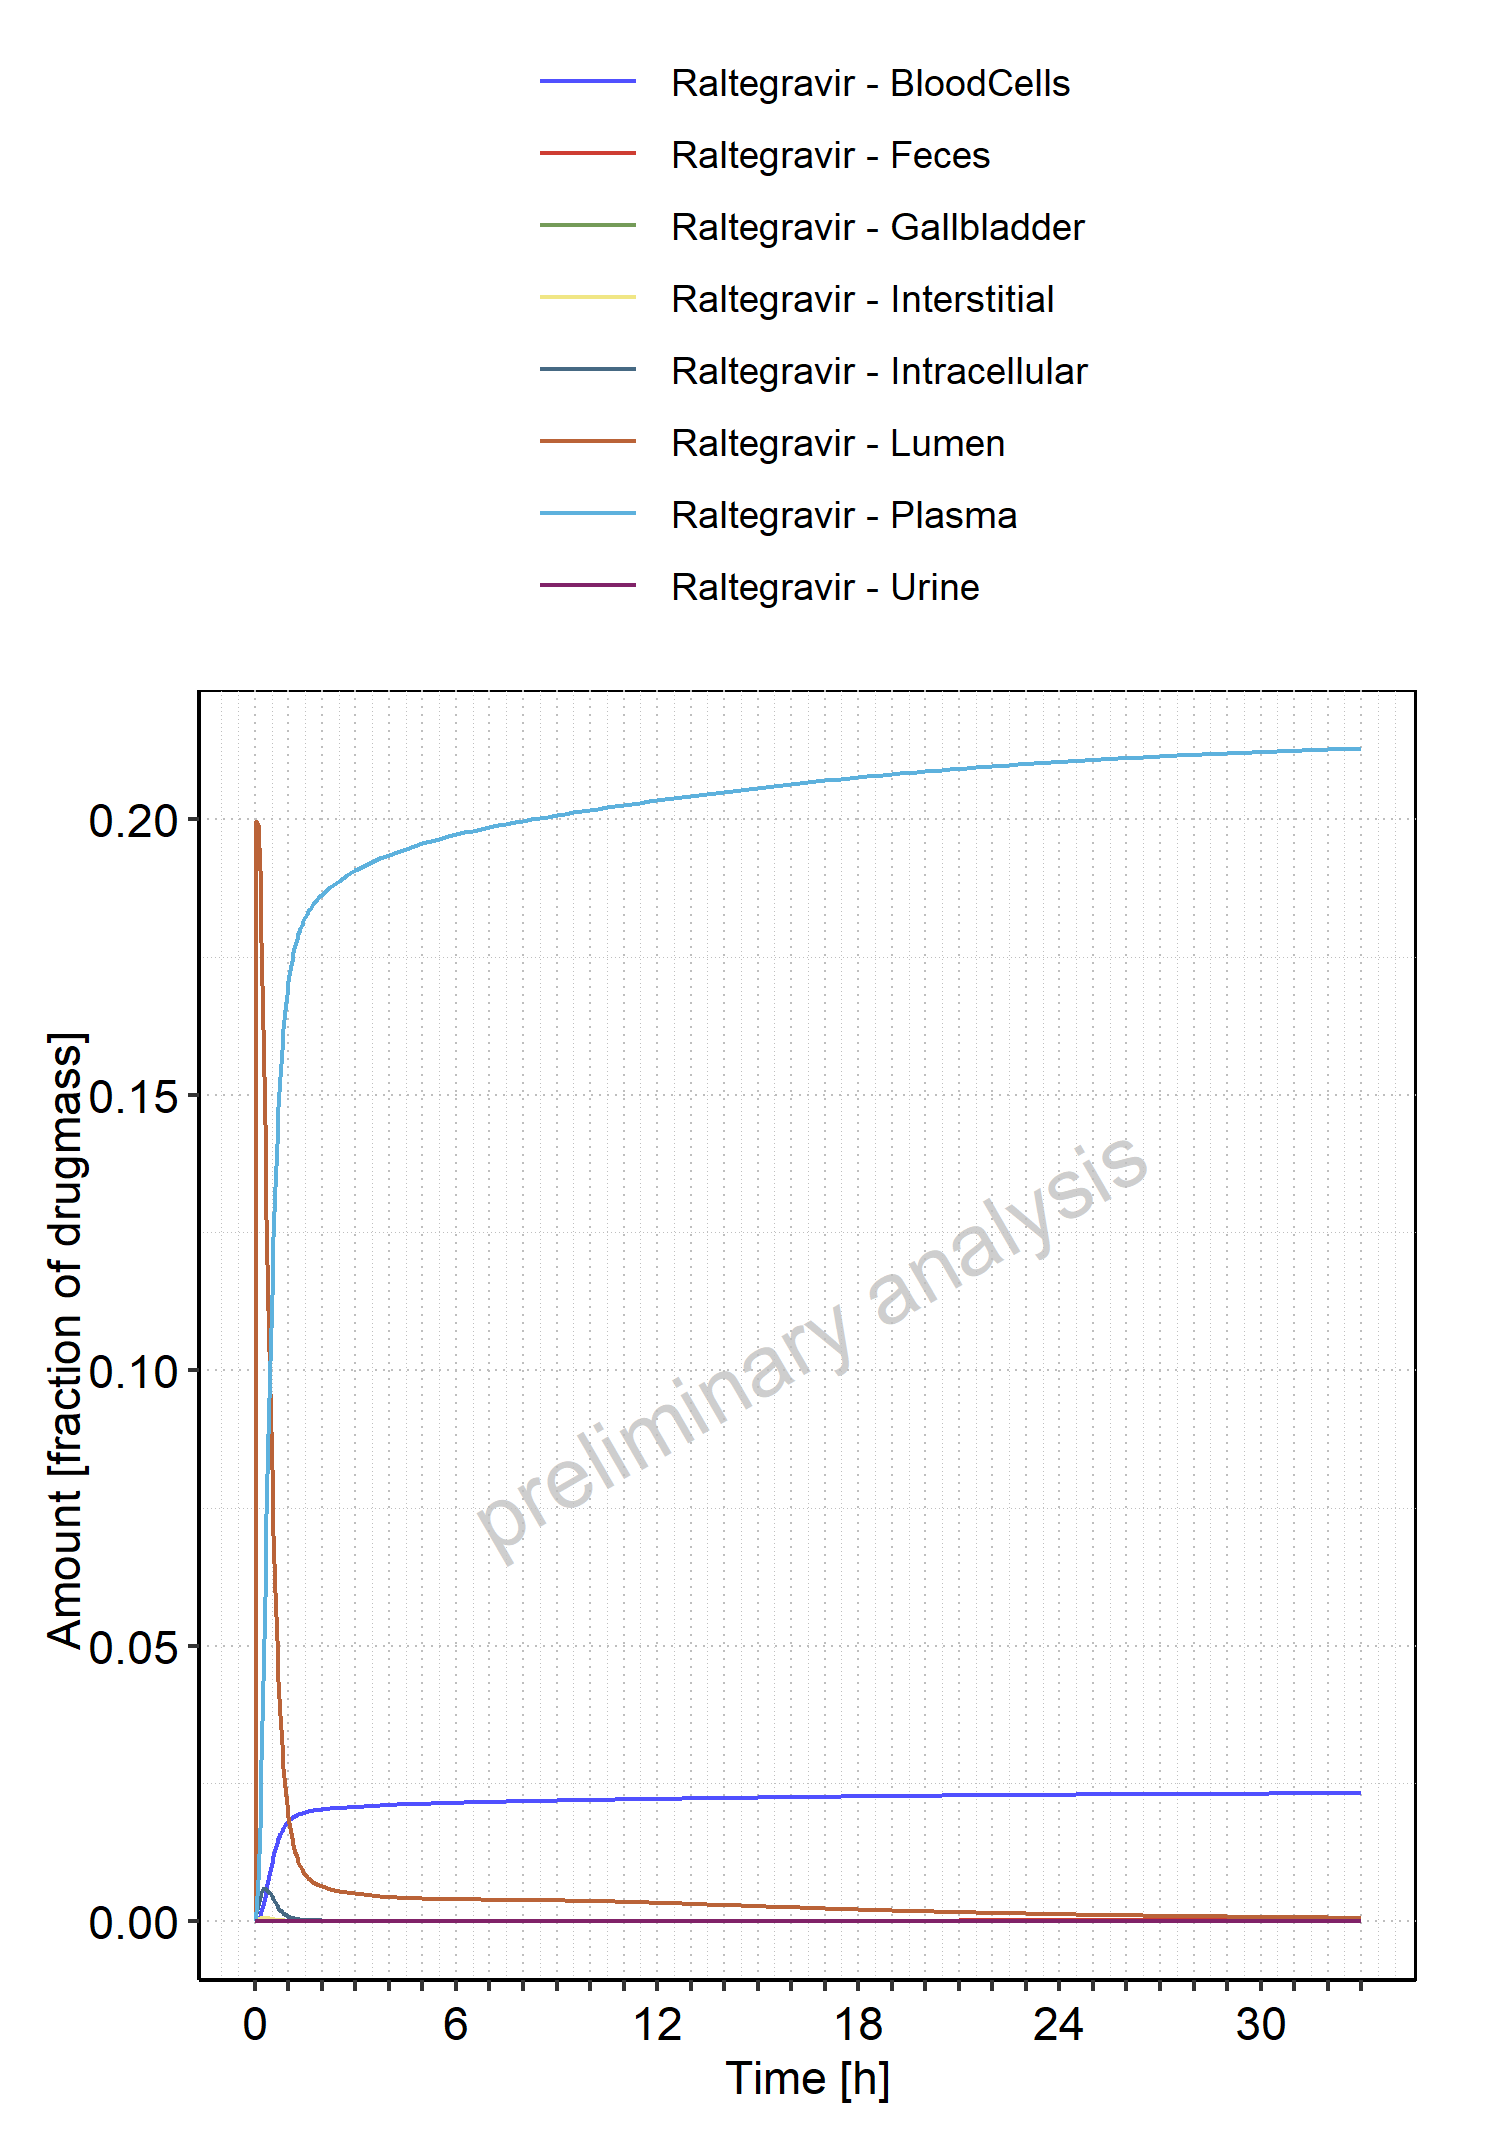 Raltegravir - BloodCells
Raltegravir - Feces
Raltegravir - Gallbladder
Raltegravir - Interstitial
Raltegravir - Intracellular
Raltegravir - Lumen
Raltegravir - Plasma
Raltegravir - Urine
Amount [fraction of drugmass]
0.20
0.15
0.10
0.05
0.00
preliminary analysis
0 6 12 18 24 30
Time [h]